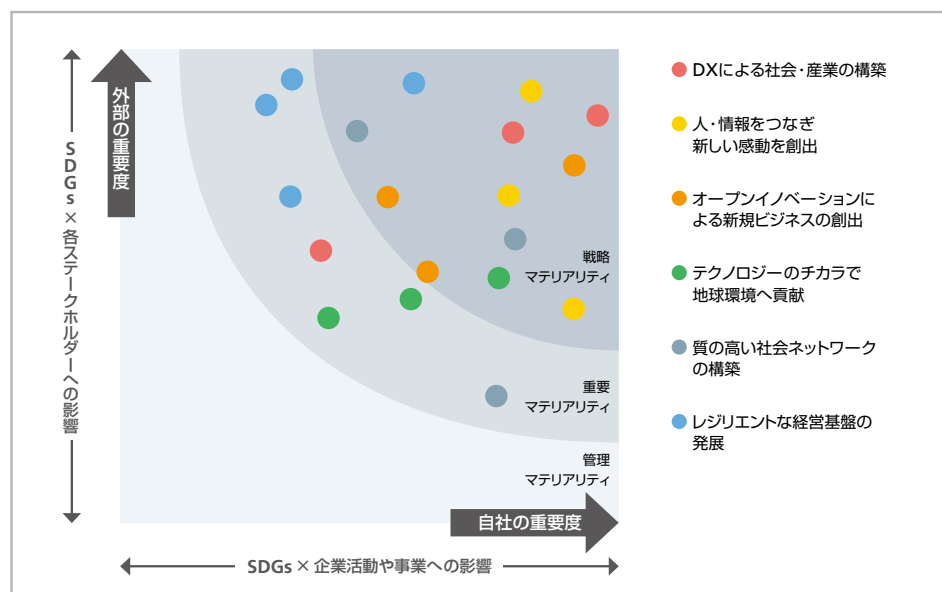 SDGs×各ステークホルダーへの影響
外部の重要度
戦略
マテリアリティ
重要
マテリアリティ
管理
マテリアリティ
自社の重要度
SDGs×企業活動や事業への影響
DXによる社会・産業の構築
人・情報をつなぎ
新しい感動を創出
オープンイノベーションに
よる新規ビジネスの創出
テクノロジーのチカラで
地球環境へ貢献
質の高い社会ネットワーク
の構築
レジリエントな経営基盤の
発展